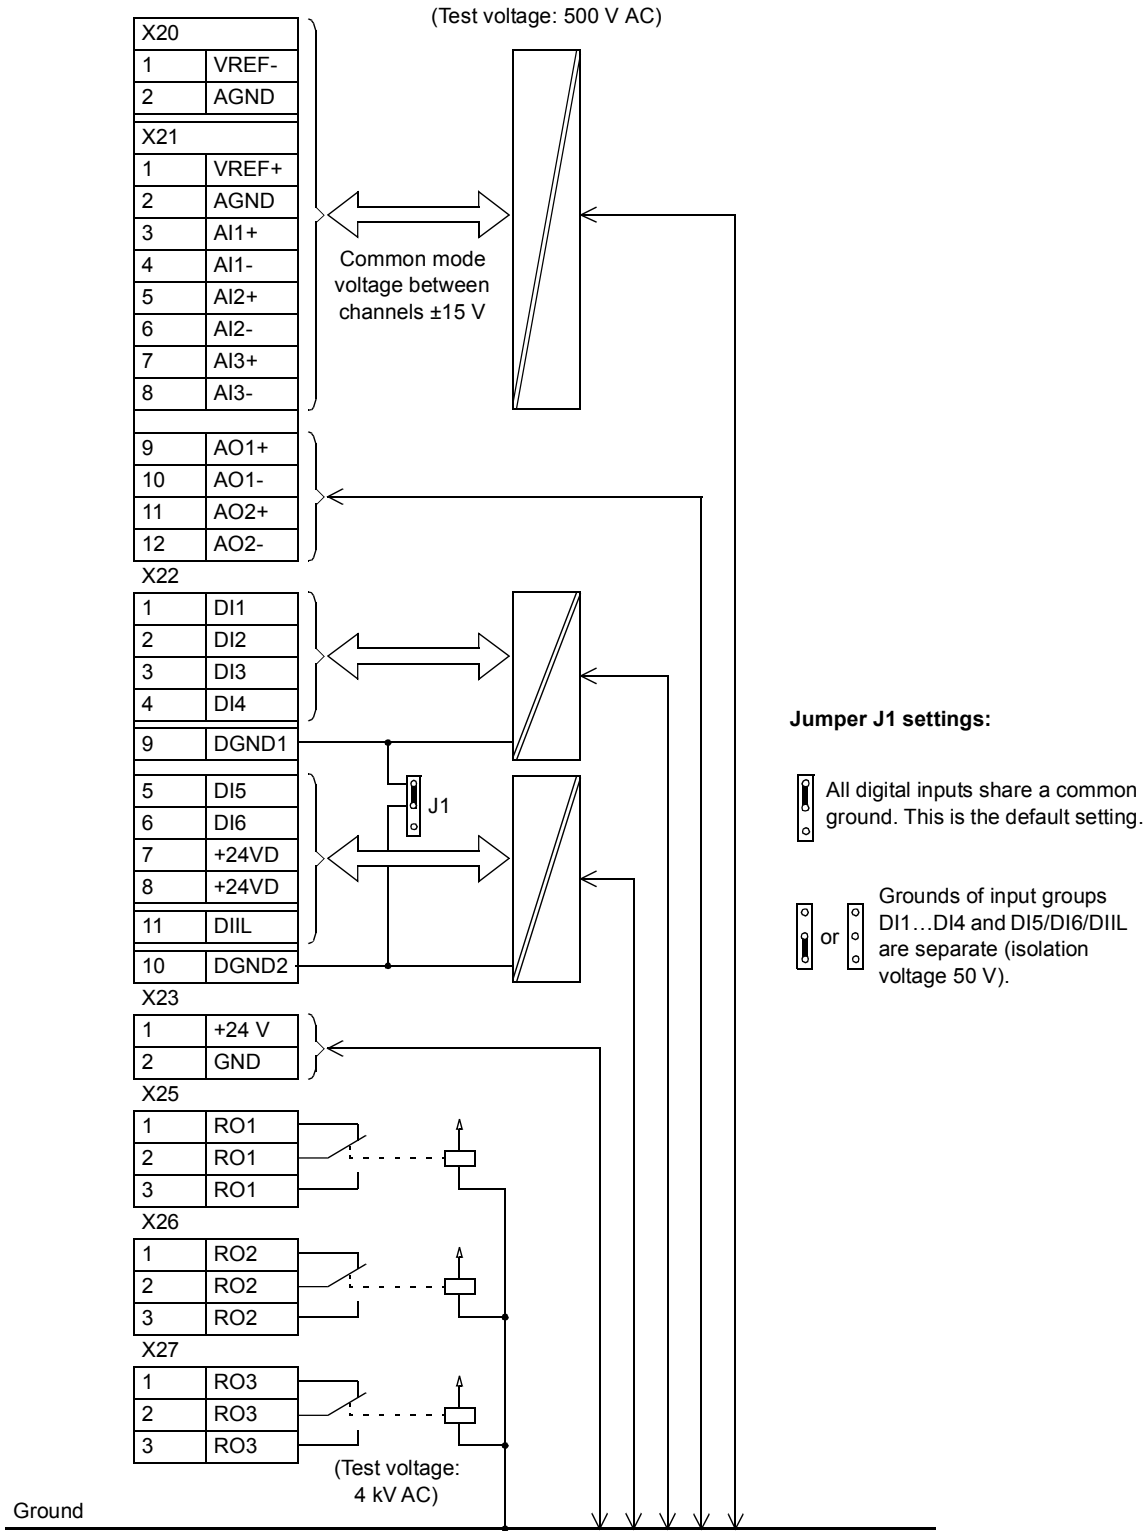 (Test voltage: 500 V AC)
X20
1 VREF-
2 AGND
X21
1 VREF+
2 AGND
3 AI1+
4 AI1-
5 AI2+
6 AI2-
7 AI3+
8 AI3-
Common mode
voltage between
channels ±15 V
9 AO1+
10 AO1-
11 AO2+
12 AO2-
X22
1 DI1
2 DI2
3 DI3
4 DI4
9 DGND1
5 DI5
6 DI6
7 +24VD
8 +24VD
11 DIIL
10 DGND2
J1
X23
1 +24 V
2 GND
X25
1 RO1
2 RO1
3 RO1
X26
1 RO2
2 RO2
3 RO2
X27
1 RO3
2 RO3
3 RO3
(Test voltage:
4 kV AC)
Ground
Jumper J1 settings:
All digital inputs share a common
ground. This is the default setting.
or
Grounds of input groups
DI1…DI4 and DI5/DI6/DIIL
are separate (isolation
voltage 50 V).